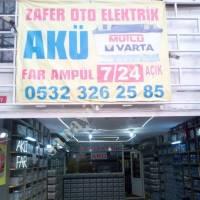 ZAFER OTO ELEKTRİK
AKÜ
MUTLU
VARTA
FAR AMPUL 7/24 AÇIK
0532 326 25 85
AKÜ
FAR